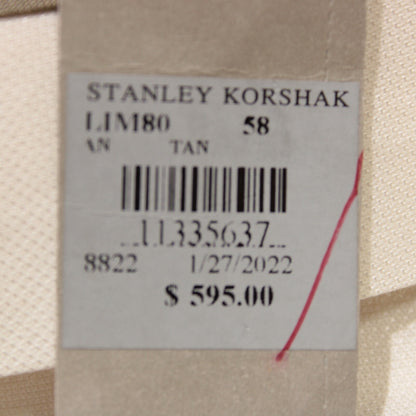 STANLEY KORSHAK
LIM80 58
AN TAN
11335637
8822 1/27/2022
$ 595.00